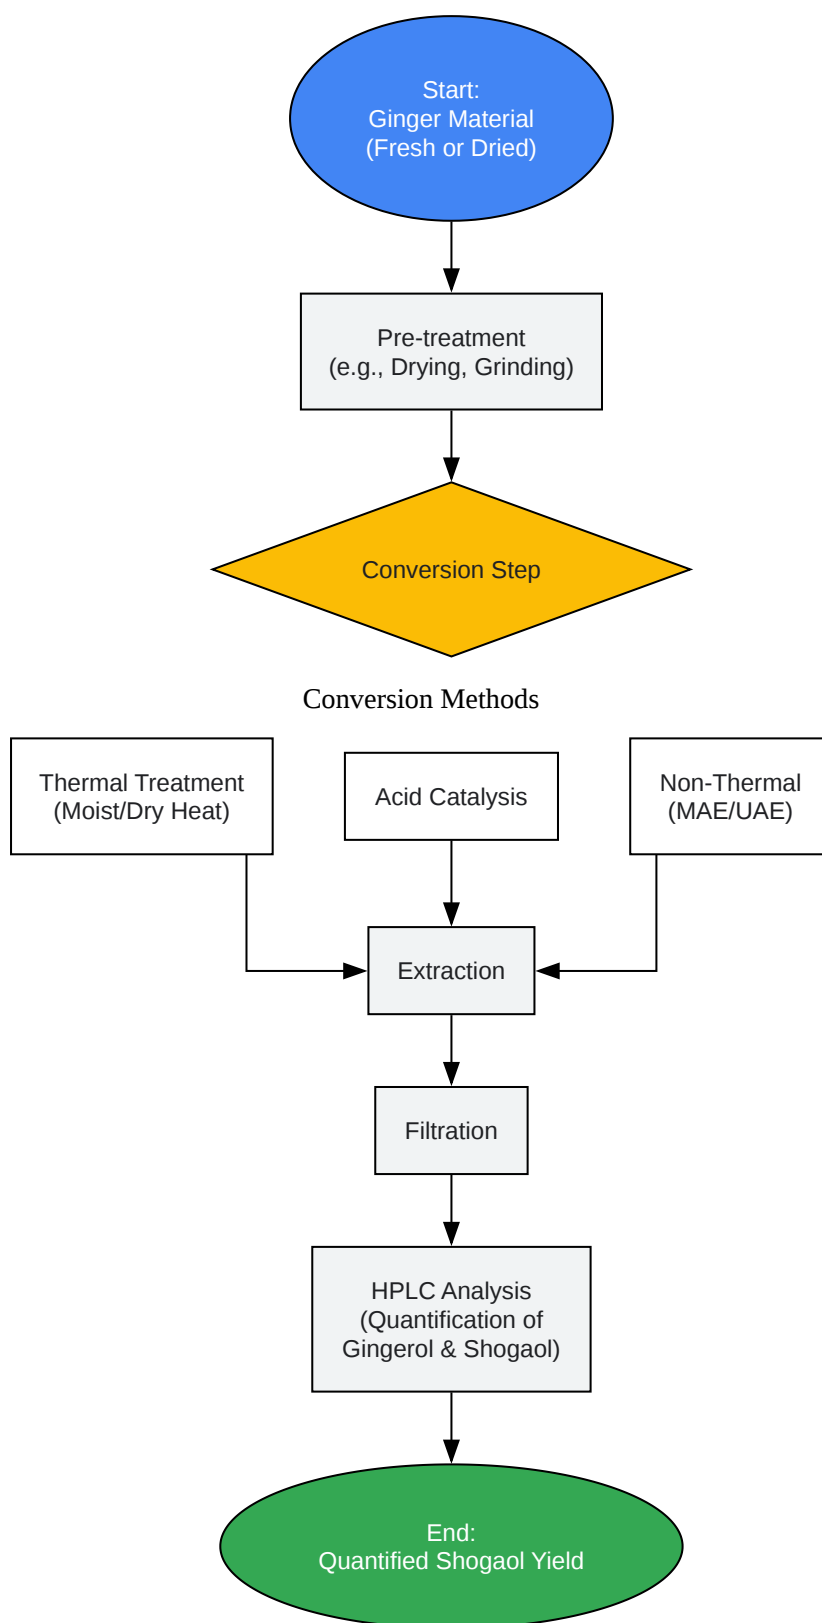 Start:
Ginger Material
(Fresh or Dried)
Pre-treatment
(e.g., Drying, Grinding)
Conversion Step
Conversion Methods
Thermal Treatment
(Moist/Dry Heat)
Acid Catalysis
Non-Thermal
(MAE/UAE)
Extraction
Filtration
HPLC Analysis
(Quantification of
Gingerol & Shogaol)
End:
Quantified Shogaol Yield